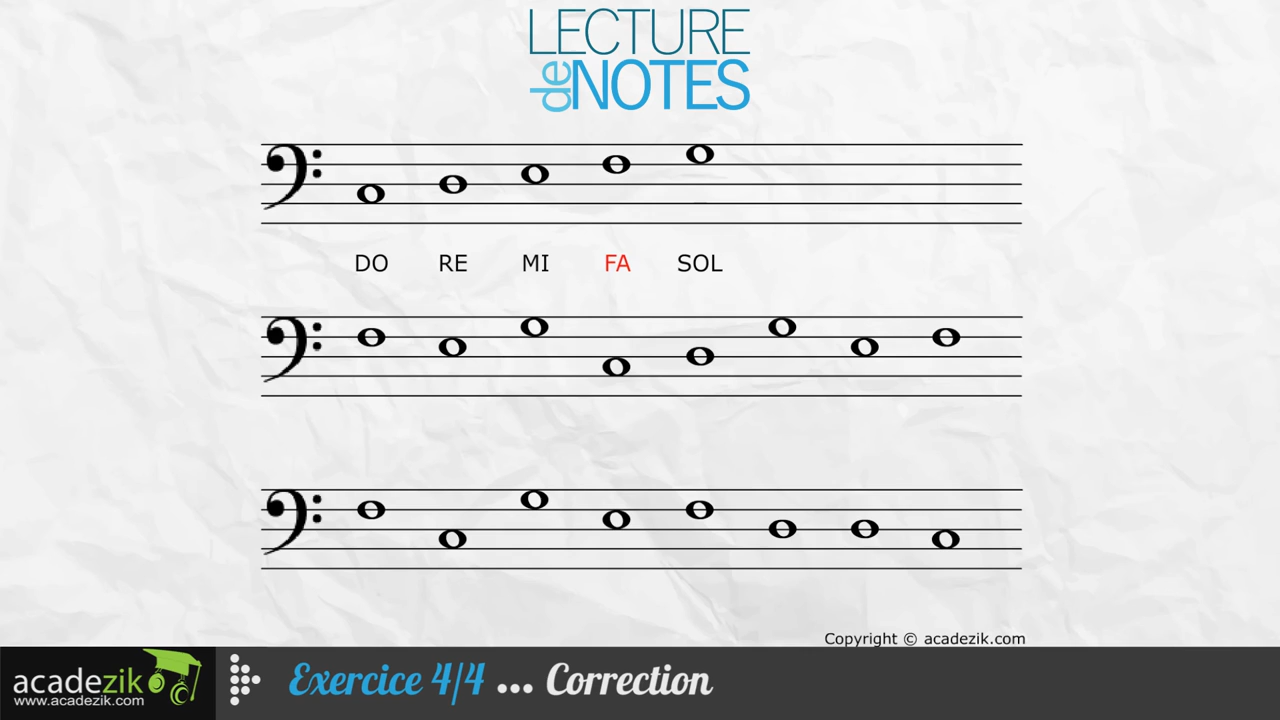 LECTURE
de NOTES
DO RE MI FA SOL
Copyright © acadezik.com
acadezik
www.acadezik.com
Exercice 4/4 ... Correction